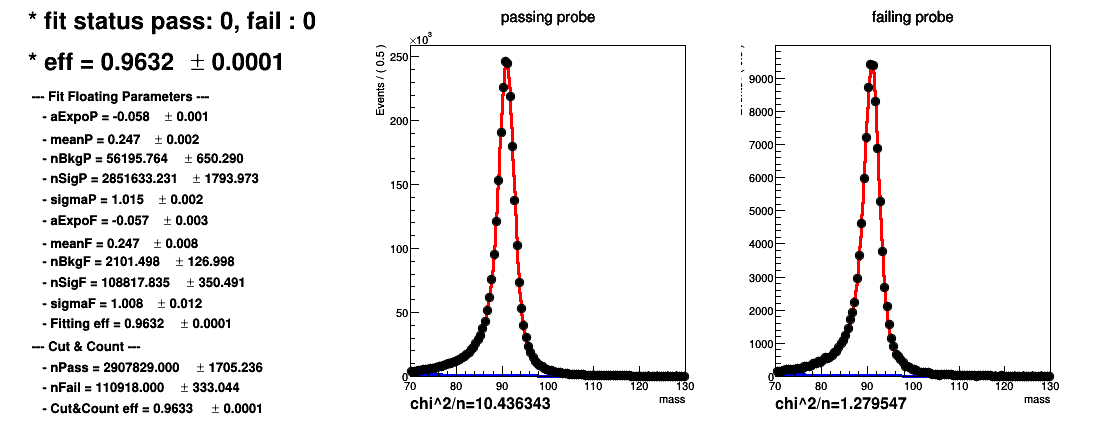 * fit status pass: 0, fail : 0
* eff = 0.9632 ± 0.0001
--- Fit Floating Parameters ---
- aExpoP = -0.058 ± 0.001
- meanP = 0.247 ± 0.002
- nBkgP = 56195.764 ± 650.290
- nSigP = 2851633.231 ± 1793.973
- sigmaP = 1.015 ± 0.002
- aExpoF = -0.057 ± 0.003
- meanF = 0.247 ± 0.008
- nBkgF = 2101.498 ± 126.998
- nSigF = 108817.835 ± 350.491
- sigmaF = 1.008 ± 0.012
- Fitting eff = 0.9632 ± 0.0001
--- Cut & Count ---
- nPass = 2907829.000 ± 1705.236
- nFail = 110918.000 ± 333.044
- Cut&Count eff = 0.9633 ± 0.0001
passing probe
×10³
Events / ( 0.5 )
250
200
150
100
50
0
70 80 90 100 110 120 130
mass
chi^2/n=10.436343
failing probe
9000
8000
7000
6000
5000
4000
3000
2000
1000
0
70 80 90 100 110 120 130
mass
chi^2/n=1.279547